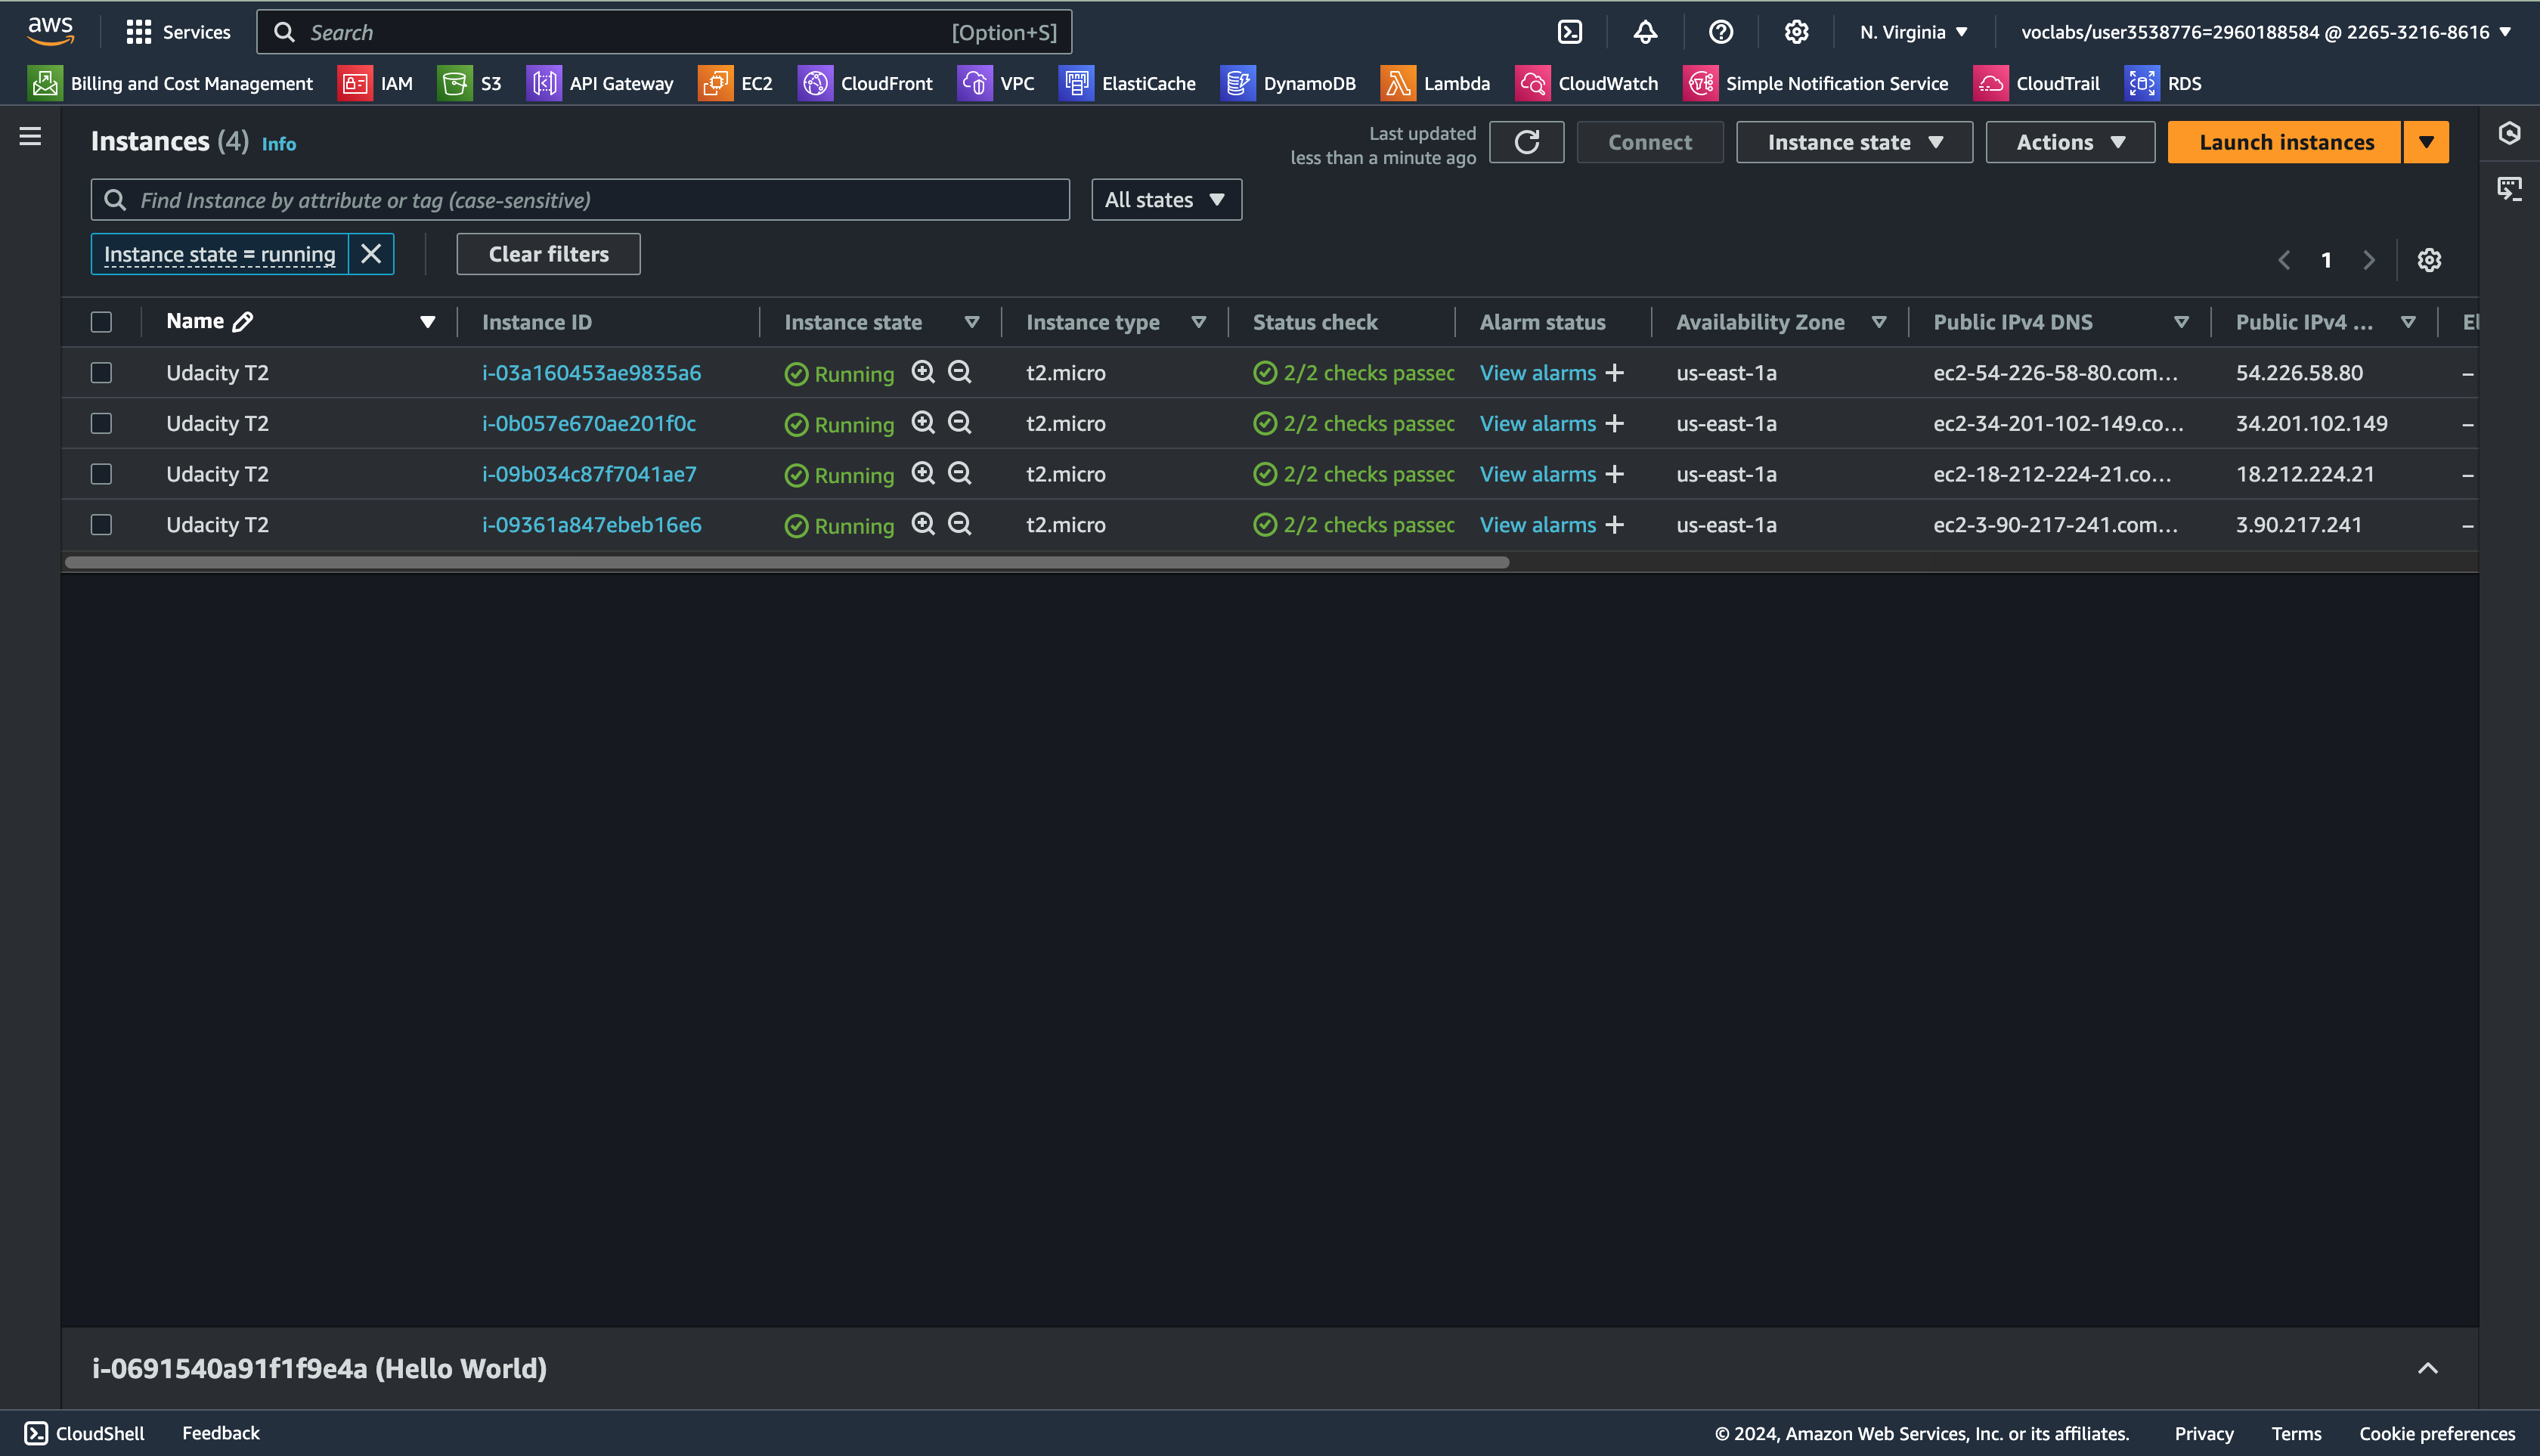 aws Services Search [Option+S] N. Virginia voclabs/user3538776=2960188584 @ 2265-3216-8616
Billing and Cost Management IAM S3 API Gateway EC2 CloudFront VPC ElastiCache DynamoDB Lambda CloudWatch Simple Notification Service CloudTrail RDS
Instances (4) Info Last updated less than a minute ago Connect Instance state Actions Launch instances
Find Instance by attribute or tag (case-sensitive) All states
Instance state = running Clear filters 1
Name Instance ID Instance state Instance type Status check Alarm status Availability Zone Public IPv4 DNS Public IPv4 ... El
Udacity T2 i-03a160453ae9835a6 Running t2.micro 2/2 checks passec View alarms + us-east-1a ec2-54-226-58-80.com... 54.226.58.80 –
Udacity T2 i-0b057e670ae201f0c Running t2.micro 2/2 checks passec View alarms + us-east-1a ec2-34-201-102-149.co... 34.201.102.149 –
Udacity T2 i-09b034c87f7041ae7 Running t2.micro 2/2 checks passec View alarms + us-east-1a ec2-18-212-224-21.co... 18.212.224.21 –
Udacity T2 i-09361a847ebeb16e6 Running t2.micro 2/2 checks passec View alarms + us-east-1a ec2-3-90-217-241.com... 3.90.217.241 –
i-0691540a91f1f9e4a (Hello World)
CloudShell Feedback © 2024, Amazon Web Services, Inc. or its affiliates. Privacy Terms Cookie preferences